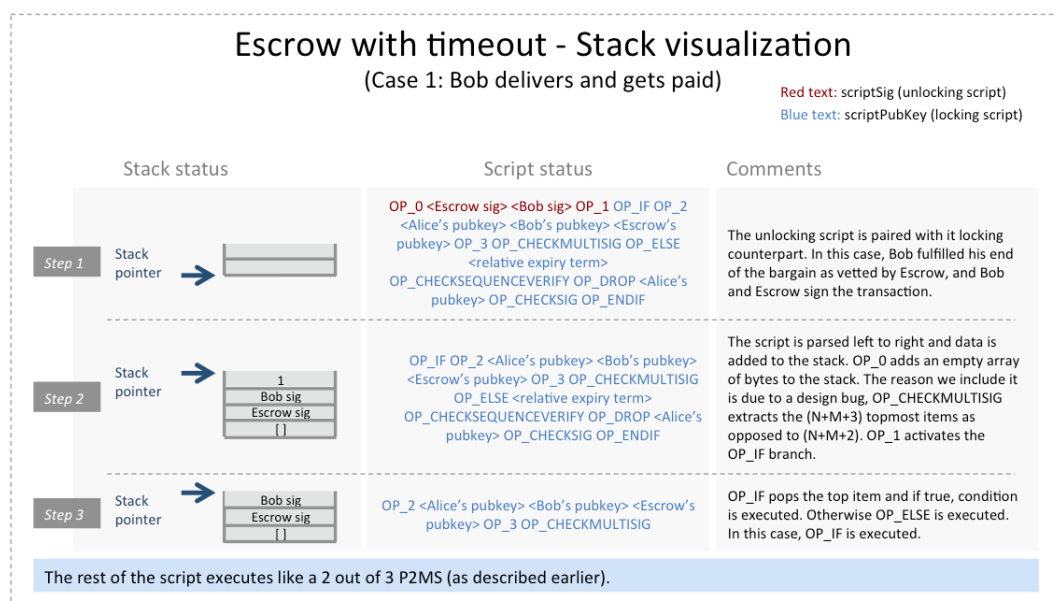 Escrow with timeout - Stack visualization
(Case 1: Bob delivers and gets paid)
Red text: scriptSig (unlocking script)
Blue text: scriptPubKey (locking script)
Stack status
Script status
Comments
Step 1
Stack
pointer
OP_0 <Escrow sig> <Bob sig> OP_1 OP_IF OP_2
<Alice's pubkey> <Bob's pubkey> <Escrow's
pubkey> OP_3 OP_CHECKMULTISIG OP_ELSE
<relative expiry term>
OP_CHECKSEQUENCEVERIFY OP_DROP <Alice's
pubkey> OP_CHECKSIG OP_ENDIF
The unlocking script is paired with it locking
counterpart. In this case, Bob fulfilled his end
of the bargain as vetted by Escrow, and Bob
and Escrow sign the transaction.
Step 2
Stack
pointer
1
Bob sig
Escrow sig
[ ]
OP_IF OP_2 <Alice's pubkey> <Bob's pubkey>
<Escrow's pubkey> OP_3 OP_CHECKMULTISIG
OP_ELSE <relative expiry term>
OP_CHECKSEQUENCEVERIFY OP_DROP <Alice's
pubkey> OP_CHECKSIG OP_ENDIF
The script is parsed left to right and data is
added to the stack. OP_0 adds an empty array
of bytes to the stack. The reason we include it
is due to a design bug, OP_CHECKMULTISIG
extracts the (N+M+3) topmost items as
opposed to (N+M+2). OP_1 activates the
OP_IF branch.
Step 3
Stack
pointer
Bob sig
Escrow sig
[ ]
OP_2 <Alice's pubkey> <Bob's pubkey> <Escrow's
pubkey> OP_3 OP_CHECKMULTISIG
OP_IF pops the top item and if true, condition
is executed. Otherwise OP_ELSE is executed.
In this case, OP_IF is executed.
The rest of the script executes like a 2 out of 3 P2MS (as described earlier).